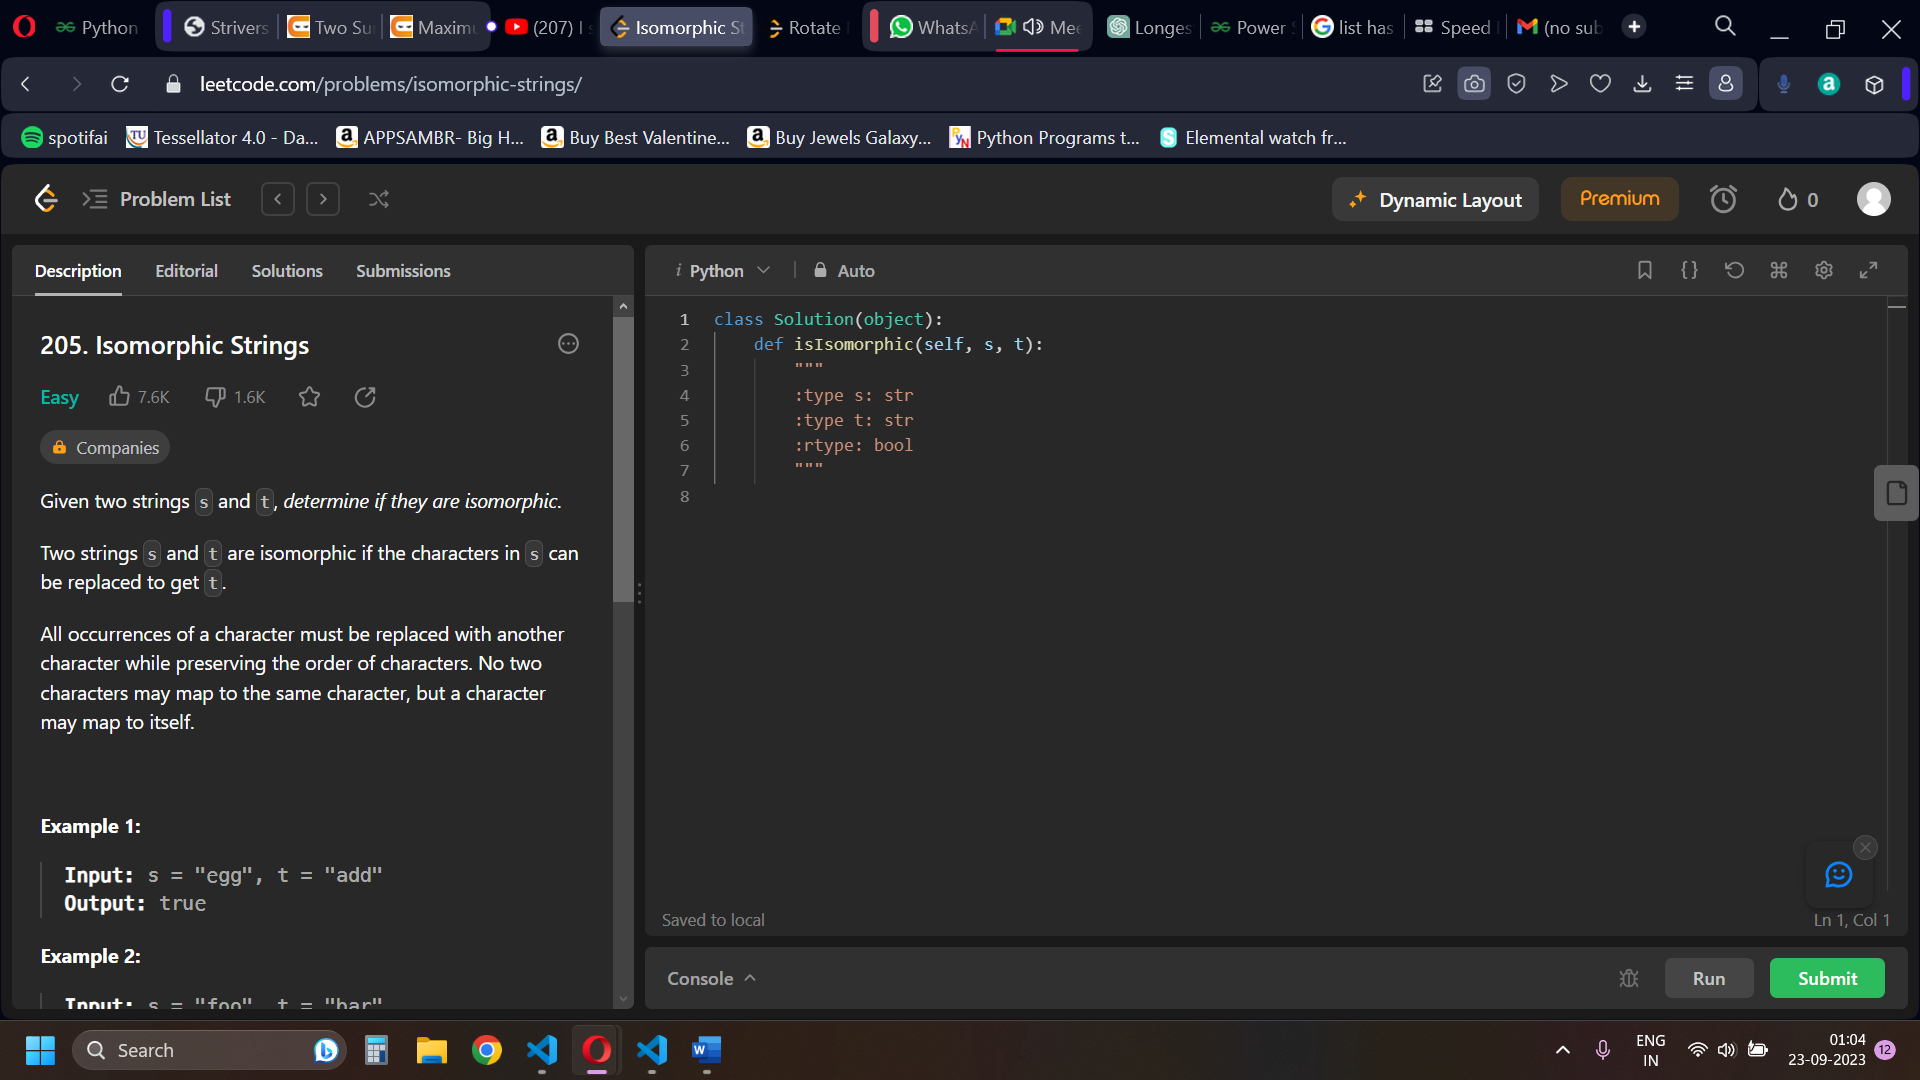 Python
Strivers
Two Su
Maximu
(207) I s
Isomorphic St
Rotate
WhatsA
Mee
Longes
Power
list has
Speed
(no sub
leetcode.com/problems/isomorphic-strings/
spotifai
TU
Tessellator 4.0 - Da...
APPSAMBR- Big H...
Buy Best Valentine...
Buy Jewels Galaxy...
Python Programs t...
Elemental watch fr...
Problem List
Dynamic Layout
Premium
0
Description
Editorial
Solutions
Submissions
i Python
Auto
205. Isomorphic Strings
Easy
7.6K
1.6K
Companies
Given two strings s and t, determine if they are isomorphic.
Two strings s and t are isomorphic if the characters in s can
be replaced to get t.
All occurrences of a character must be replaced with another
character while preserving the order of characters. No two
characters may map to the same character, but a character
may map to itself.
Example 1:
Input: s = "egg", t = "add"
Output: true
Example 2:
Input: s = "foo", t = "bar"
1 class Solution(object):
2 def isIsomorphic(self, s, t):
3 """
4 :type s: str
5 :type t: str
6 :rtype: bool
7 """
8
Saved to local
Ln 1, Col 1
Console
Run
Submit
Search
ENG
IN
01:04
23-09-2023
12